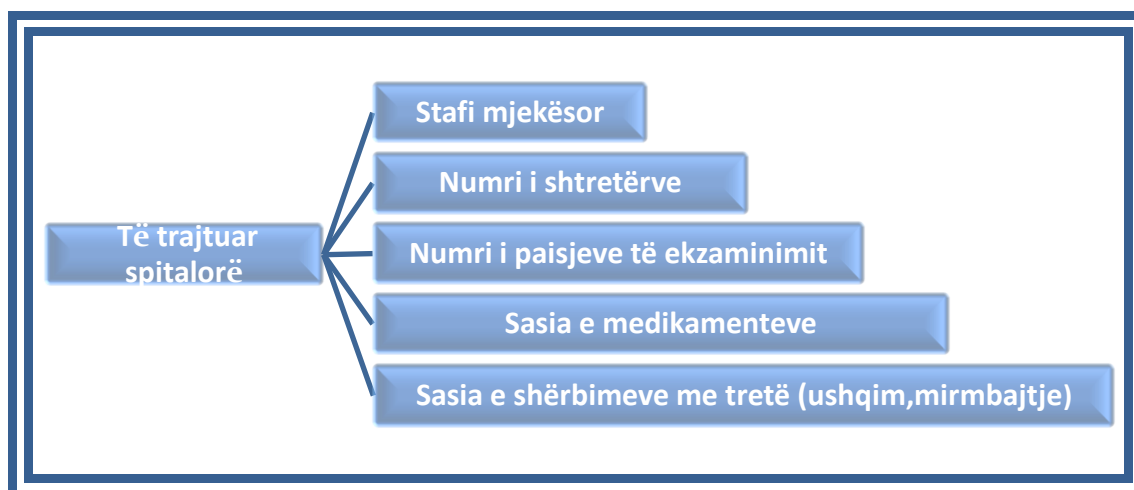 Stafi mjekësor
Numri i shtretërve
Të trajtuar
spitalorë
Numri i paisjeve të ekzaminimit
Sasia e medikamenteve
Sasia e shërbimeve me tretë (ushqim,mirmbajtje)